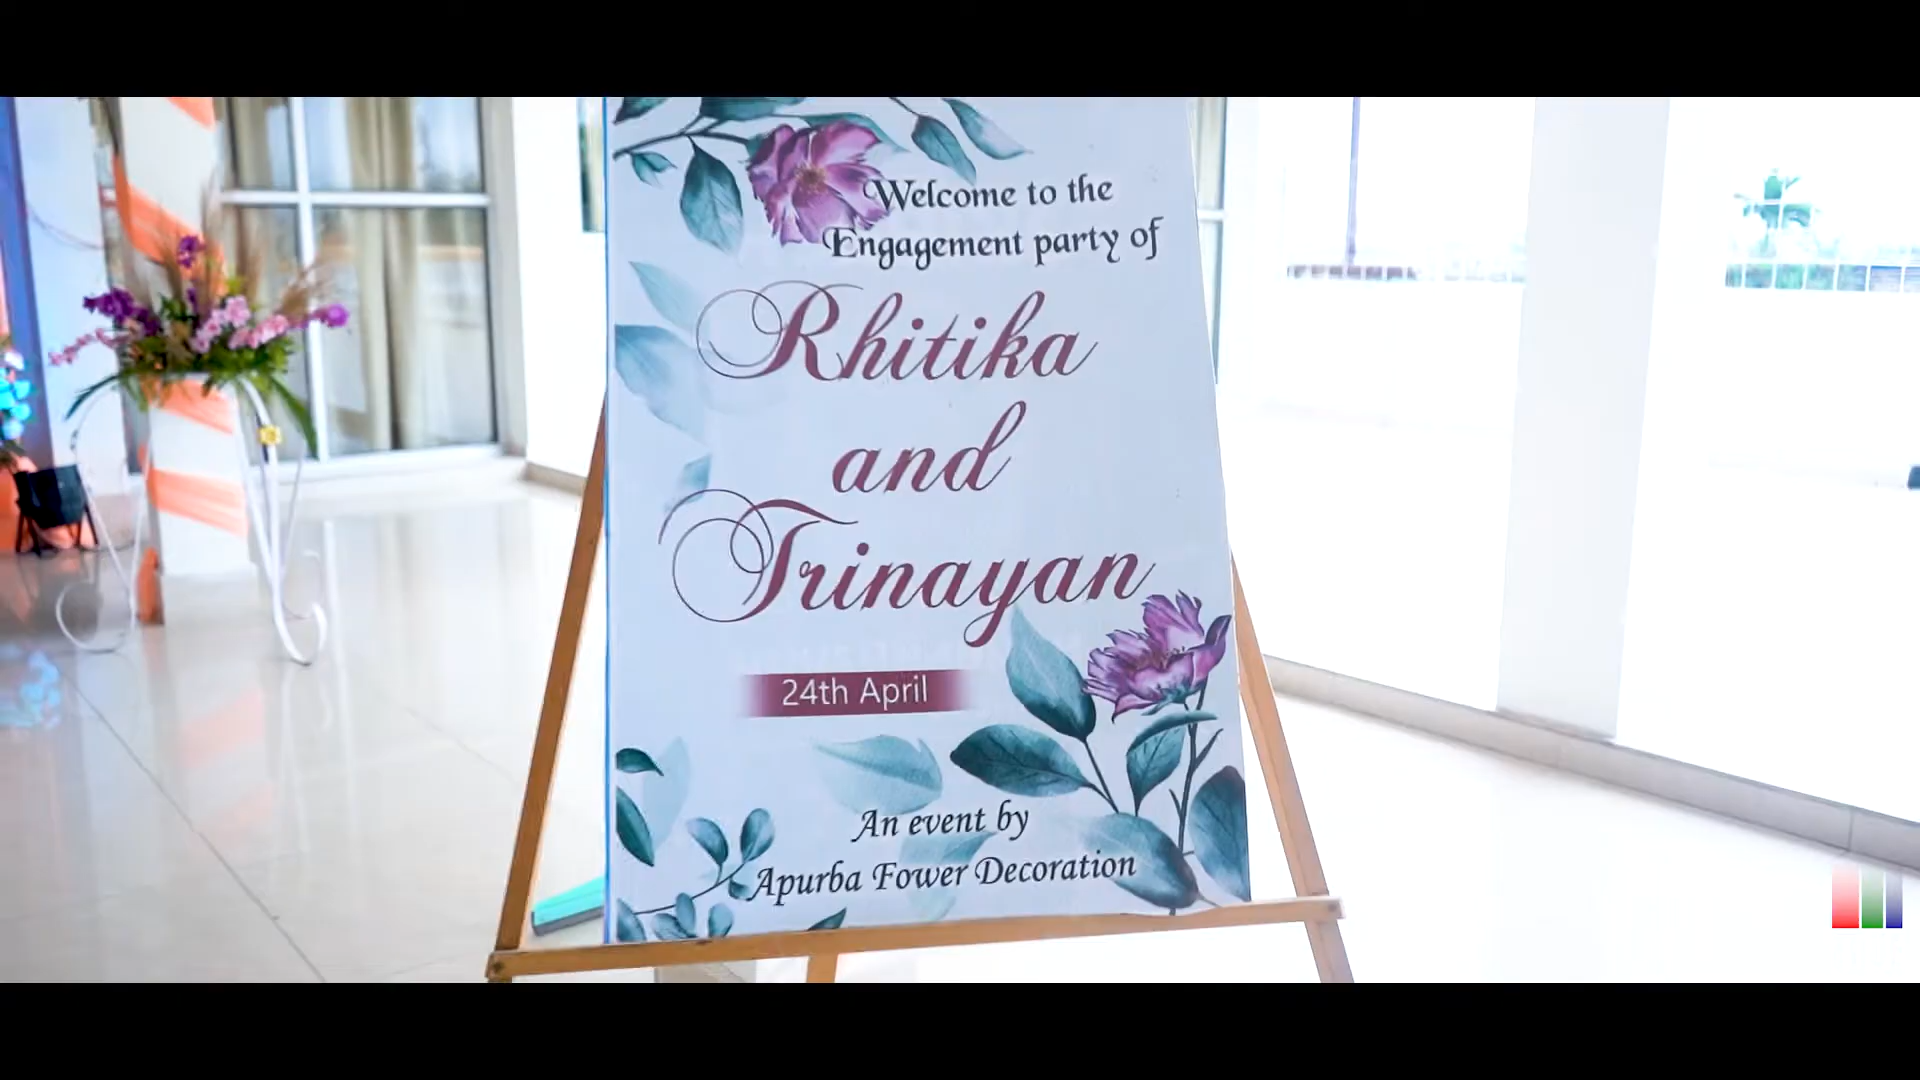 Welcome to the
Engagement party of
Rhitika
and
Trinayan
24th April
An event by
Apurba Fower Decoration